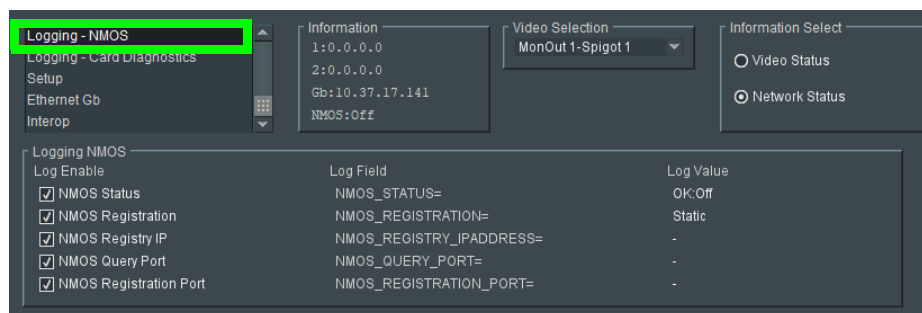 Logging - NMOS
Logging - Card Diagnostics
Setup
Ethernet Gb
Interop
Information
1:0.0.0.0
2:0.0.0.0
Gb:10.37.17.141
NMOS:Off
Video Selection
MonOut 1-Spigot 1
Information Select
Video Status
Network Status
Logging NMOS
Log Enable Log Field Log Value
NMOS Status NMOS_STATUS= OK:Off
NMOS Registration NMOS_REGISTRATION= Static
NMOS Registry IP NMOS_REGISTRY_IPADDRESS= -
NMOS Query Port NMOS_QUERY_PORT= -
NMOS Registration Port NMOS_REGISTRATION_PORT= -